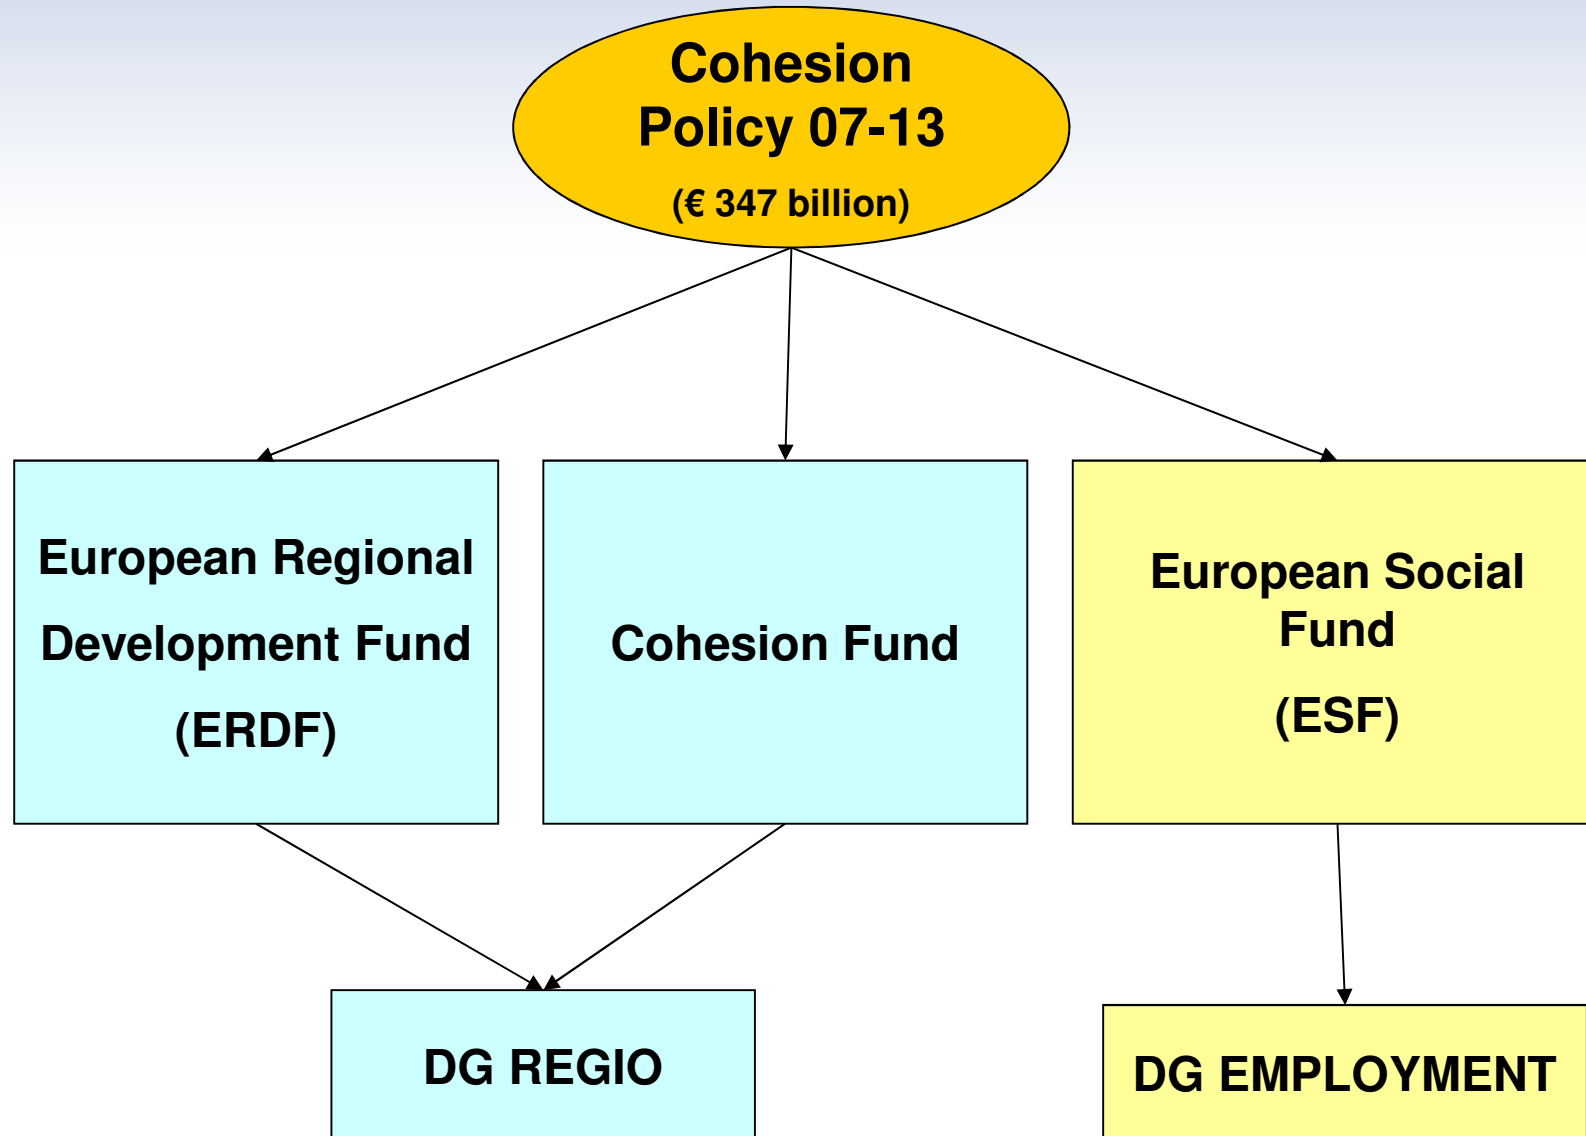 Cohesion
Policy 07-13
(€ 347 billion)
European Regional
Development Fund
(ERDF)
Cohesion Fund
European Social
Fund
(ESF)
DG REGIO
DG EMPLOYMENT